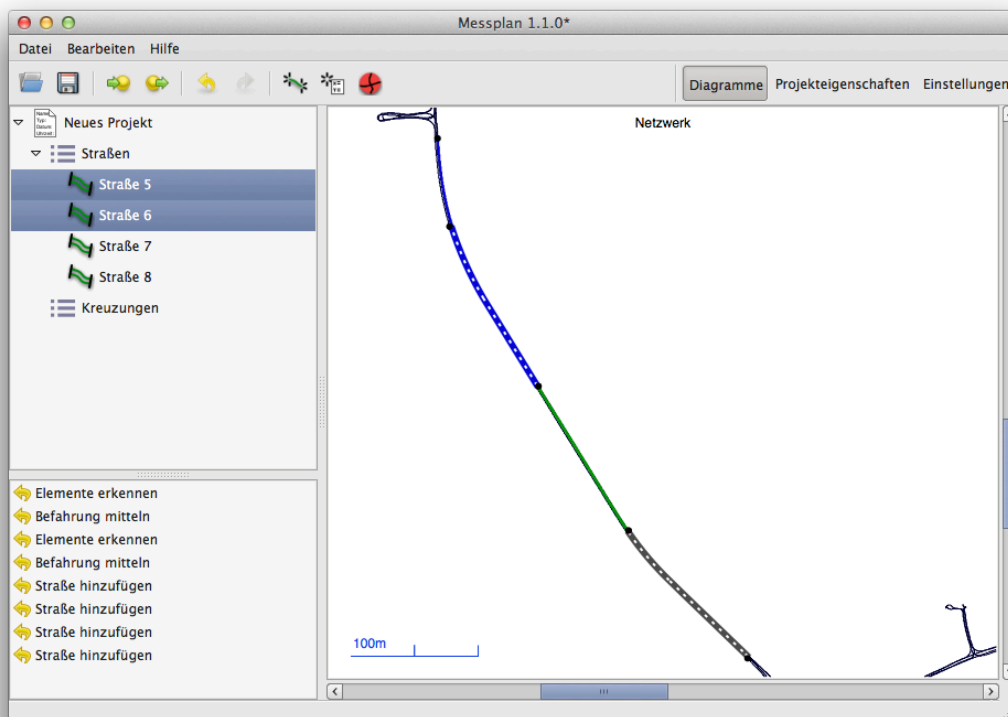 Messplan 1.1.0*
Datei Bearbeiten Hilfe
Diagramme Projekteigenschaften Einstellungen
Neues Projekt
Straßen
Straße 5
Straße 6
Straße 7
Straße 8
Kreuzungen
Elemente erkennen
Befahrung mitteln
Elemente erkennen
Befahrung mitteln
Straße hinzufügen
Straße hinzufügen
Straße hinzufügen
Straße hinzufügen
Netzwerk
100m